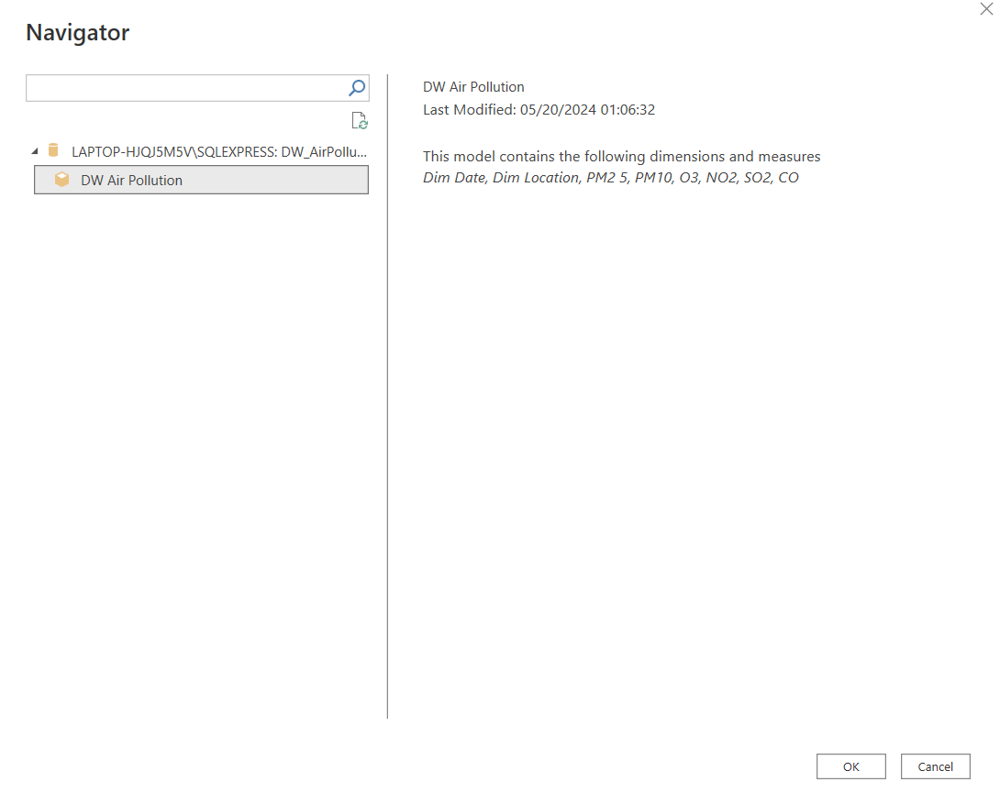 Navigator
LAPTOP-HJQJ5M5V\SQLEXPRESS: DW_AirPollu...
DW Air Pollution
DW Air Pollution
Last Modified: 05/20/2024 01:06:32
This model contains the following dimensions and measures
Dim Date, Dim Location, PM2 5, PM10, O3, NO2, SO2, CO
OK
Cancel